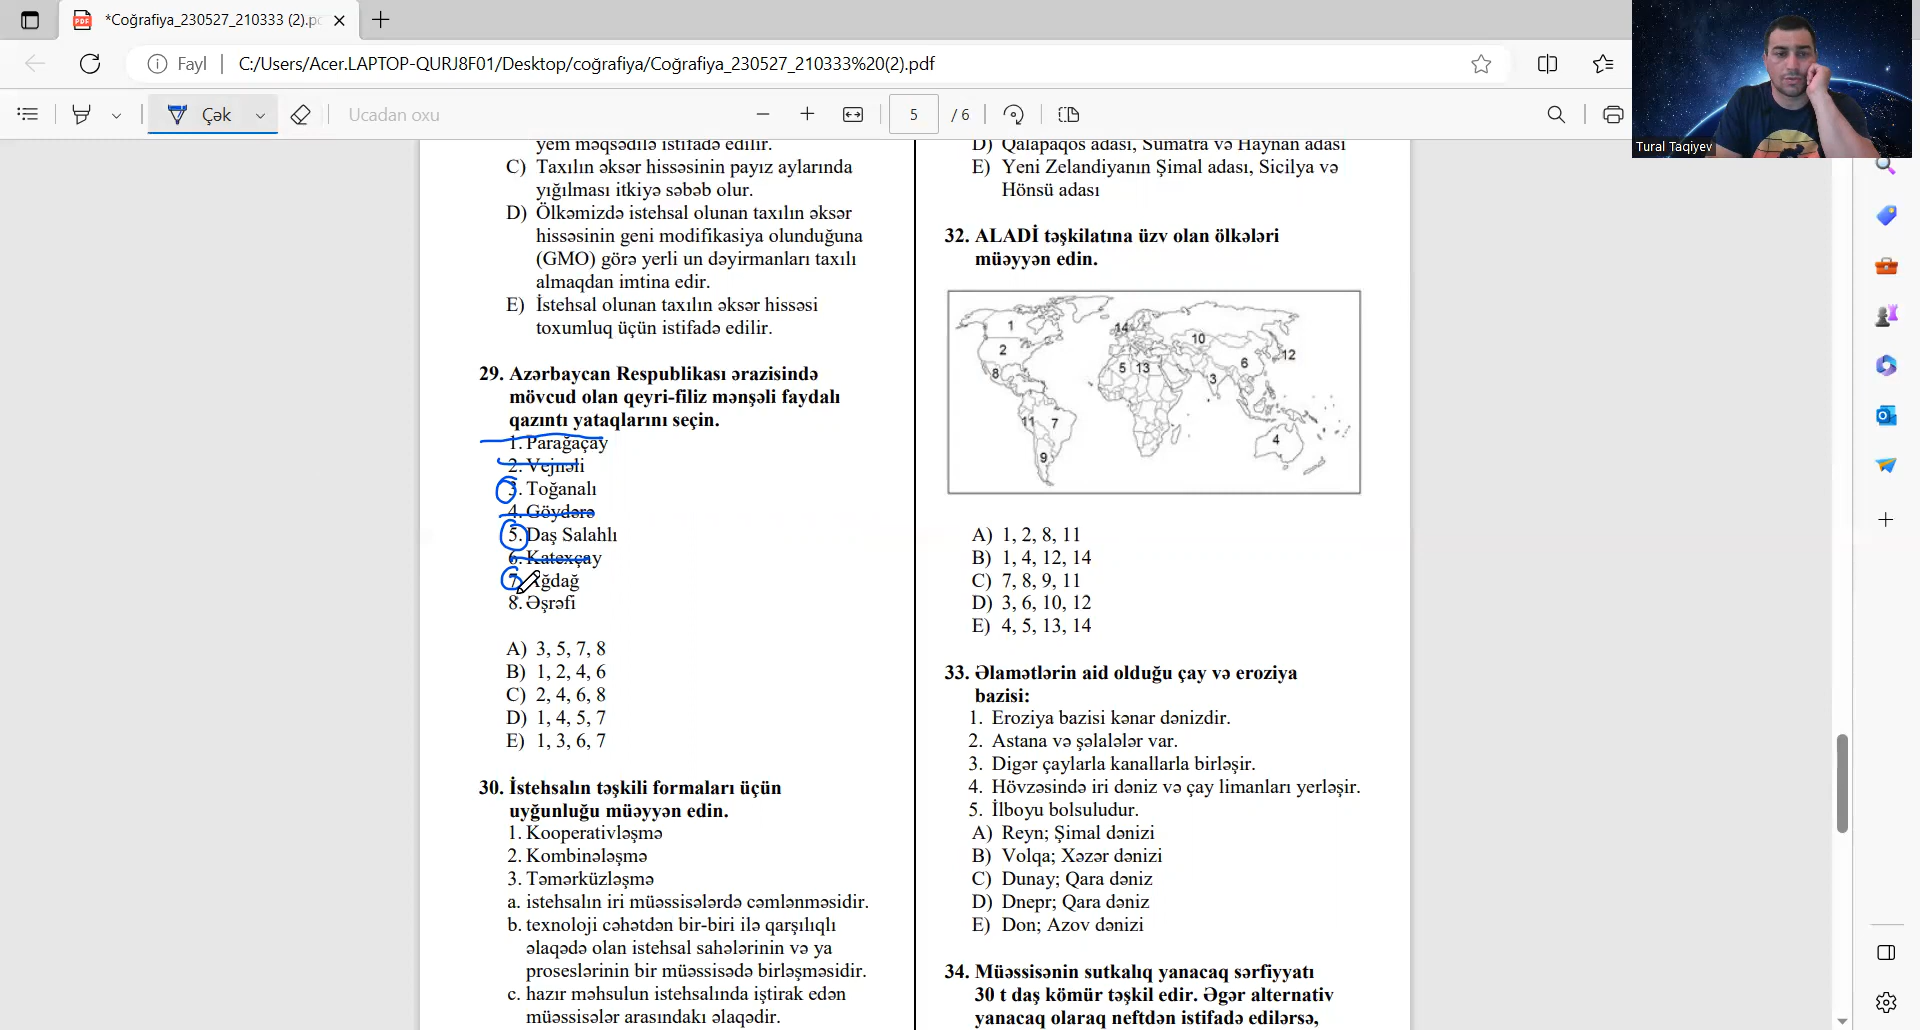 *Coğrafiya_230527_210333 (2).pd
Fayl
C:/Users/Acer.LAPTOP-QURJ8F01/Desktop/coğrafiya/Coğrafiya_230527_210333%20(2).pdf
Çək
Ucadan oxu
5
/ 6
Tural Taqiyev
yem məqsədilə istifadə edilir.
C) Taxılın əksər hissəsinin payız aylarında
yığılması itkiyə səbəb olur.
D) Ölkəmizdə istehsal olunan taxılın əksər
hissəsinin geni modifikasiya olunduğuna
(GMO) görə yerli un dəyirmanları taxılı
almaqdan imtina edir.
E) İstehsal olunan taxılın əksər hissəsi
toxumluq üçün istifadə edilir.
29. Azərbaycan Respublikası ərazisində
mövcud olan qeyri-filiz mənşəli faydalı
qazıntı yataqlarını seçin.
1. Parağaçay
2. Vejnəli
3. Toğanalı
4. Göydərə
5. Daş Salahlı
6. Katexçay
7. Ağdağ
8. Əşrəfi
A) 3, 5, 7, 8
B) 1, 2, 4, 6
C) 2, 4, 6, 8
D) 1, 4, 5, 7
E) 1, 3, 6, 7
30. İstehsalın təşkili formaları üçün
uyğunluğu müəyyən edin.
1. Kooperativləşmə
2. Kombinələşmə
3. Təmərküzləşmə
a. istehsalın iri müəssisələrdə cəmlənməsidir.
b. texnoloji cəhətdən bir-biri ilə qarşılıqlı
əlaqədə olan istehsal sahələrinin və ya
proseslərinin bir müəssisədə birləşməsidir.
c. hazır məhsulun istehsalında iştirak edən
müəssisələr arasındakı əlaqədir.
D) Qalapaqos adası, Sumatra və Haynan adası
E) Yeni Zelandiyanın Şimal adası, Sicilya və
Hönsü adası
32. ALADİ təşkilatına üzv olan ölkələri
müəyyən edin.
1
14
10
2
12
5 13
6
8
3
11 7
4
9
A) 1, 2, 8, 11
B) 1, 4, 12, 14
C) 7, 8, 9, 11
D) 3, 6, 10, 12
E) 4, 5, 13, 14
33. Əlamətlərin aid olduğu çay və eroziya
bazisi:
1. Eroziya bazisi kənar dənizdir.
2. Astana və şəlalələr var.
3. Digər çaylarla kanallarla birləşir.
4. Hövzəsində iri dəniz və çay limanları yerləşir.
5. İlboyu bolsuludur.
A) Reyn; Şimal dənizi
B) Volqa; Xəzər dənizi
C) Dunay; Qara dəniz
D) Dnepr; Qara dəniz
E) Don; Azov dənizi
34. Müəssisənin sutkalıq yanacaq sərfiyyatı
30 t daş kömür təşkil edir. Əgər alternativ
yanacaq olaraq neftdən istifadə edilərsə,